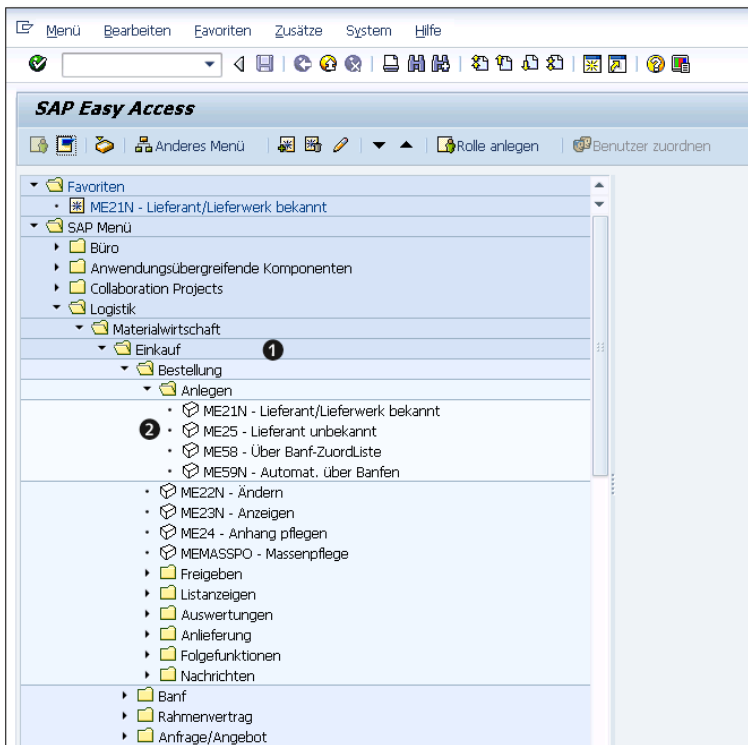 Menü Bearbeiten Favoriten Zusätze System Hilfe
SAP Easy Access
Anderes Menü Rolle anlegen Benutzer zuordnen
Favoriten
ME21N - Lieferant/Lieferwerk bekannt
SAP Menü
Büro
Anwendungsübergreifende Komponenten
Collaboration Projects
Logistik
Materialwirtschaft
Einkauf 1
Bestellung
Anlegen
ME21N - Lieferant/Lieferwerk bekannt
2 ME25 - Lieferant unbekannt
ME58 - Über Banf-ZuordListe
ME59N - Automat. über Banfen
ME22N - Ändern
ME23N - Anzeigen
ME24 - Anhang pflegen
MEMASSPO - Massenpflege
Freigeben
Listanzeigen
Auswertungen
Anlieferung
Folgefunktionen
Nachrichten
Banf
Rahmenvertrag
Anfrage/Angebot